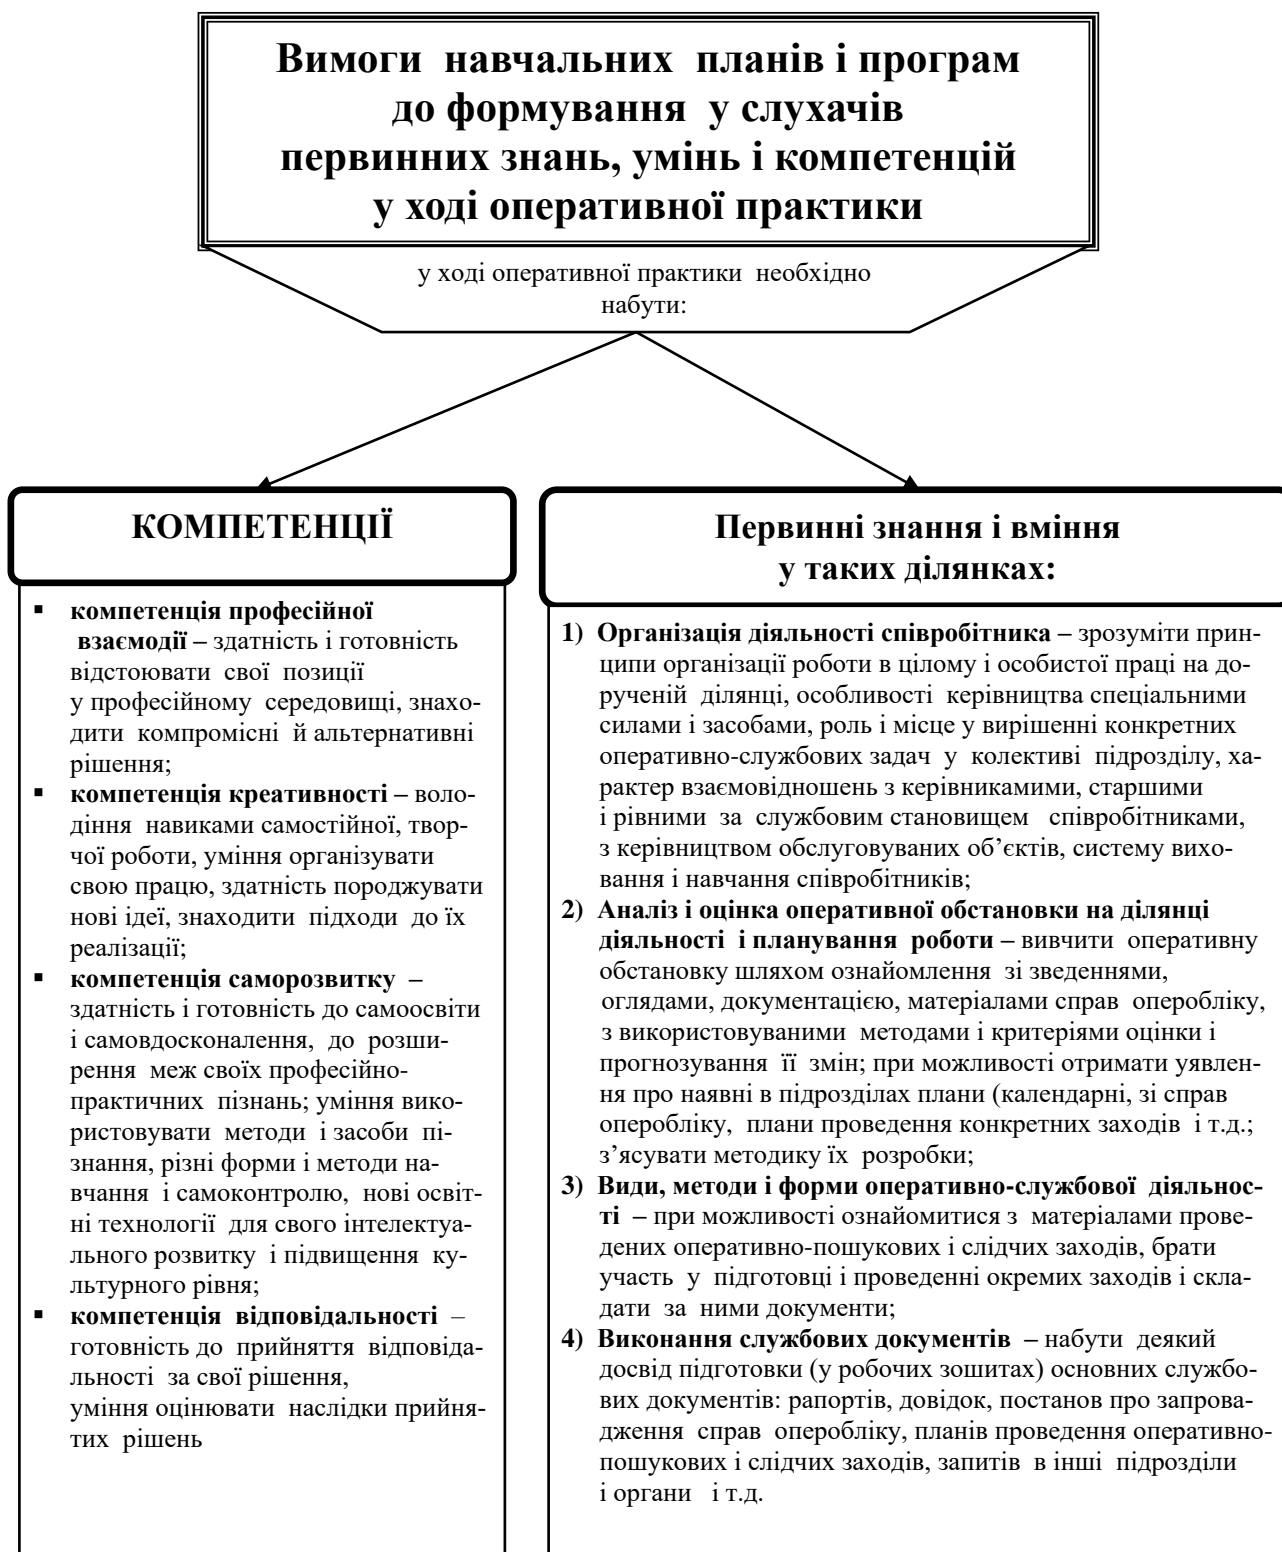 Вимоги навчальних планів і програм
до формування у слухачів
первинних знань, умінь і компетенцій
у ході оперативної практики
у ході оперативної практики необхідно
набути:
КОМПЕТЕНЦІЇ
▪ компетенція професійної
взаємодії – здатність і готовність
відстоювати свої позиції
у професійному середовищі, знахо-
дити компромісні й альтернативні
рішення;
▪ компетенція креативності – воло-
діння навиками самостійної, твор-
чої роботи, уміння організувати
свою працю, здатність породжувати
нові ідеї, знаходити підходи до їх
реалізації;
▪ компетенція саморозвитку –
здатність і готовність до самоосвіти
і самовдосконалення, до розши-
рення меж своїх професійно-
практичних пізнань; уміння вико-
ристовувати методи і засоби пі-
знання, різні форми і методи на-
вчання і самоконтролю, нові освіт-
ні технології для свого інтелектуа-
льного розвитку і підвищення ку-
льтурного рівня;
▪ компетенція відповідальності –
готовність до прийняття відповіда-
льності за свої рішення,
уміння оцінювати наслідки прийня-
тих рішень
Первинні знання і вміння
у таких ділянках:
1) Організація діяльності співробітника – зрозуміти прин-
ципи організації роботи в цілому і особистої праці на до-
рученій ділянці, особливості керівництва спеціальними
силами і засобами, роль і місце у вирішенні конкретних
оперативно-службових задач у колективі підрозділу, ха-
рактер взаємовідношень з керівниками, старшими
і рівними за службовим становищем співробітниками,
з керівництвом обслуговуваних об’єктів, систему вихо-
вання і навчання співробітників;
2) Аналіз і оцінка оперативної обстановки на ділянці
діяльності і планування роботи – вивчити оперативну
обстановку шляхом ознайомлення зі зведеннями,
оглядами, документацією, матеріалами справ оперобліку,
з використовуваними методами і критеріями оцінки і
прогнозування її змін; при можливості отримати уявлен-
ня про наявні в підрозділах плани (календарні, зі справ
оперобліку, плани проведення конкретних заходів і т.д.;
з’ясувати методику їх розробки;
3) Види, методи і форми оперативно-службової діяльнос-
ті – при можливості ознайомитися з матеріалами прове-
дених оперативно-пошукових і слідчих заходів, брати
участь у підготовці і проведенні окремих заходів і скла-
дати за ними документи;
4) Виконання службових документів – набути деякий
досвід підготовки (у робочих зошитах) основних службо-
вих документів: рапортів, довідок, постанов про запрова-
дження справ оперобліку, планів проведення оперативно-
пошукових і слідчих заходів, запитів в інші підрозділи
і органи і т.д.